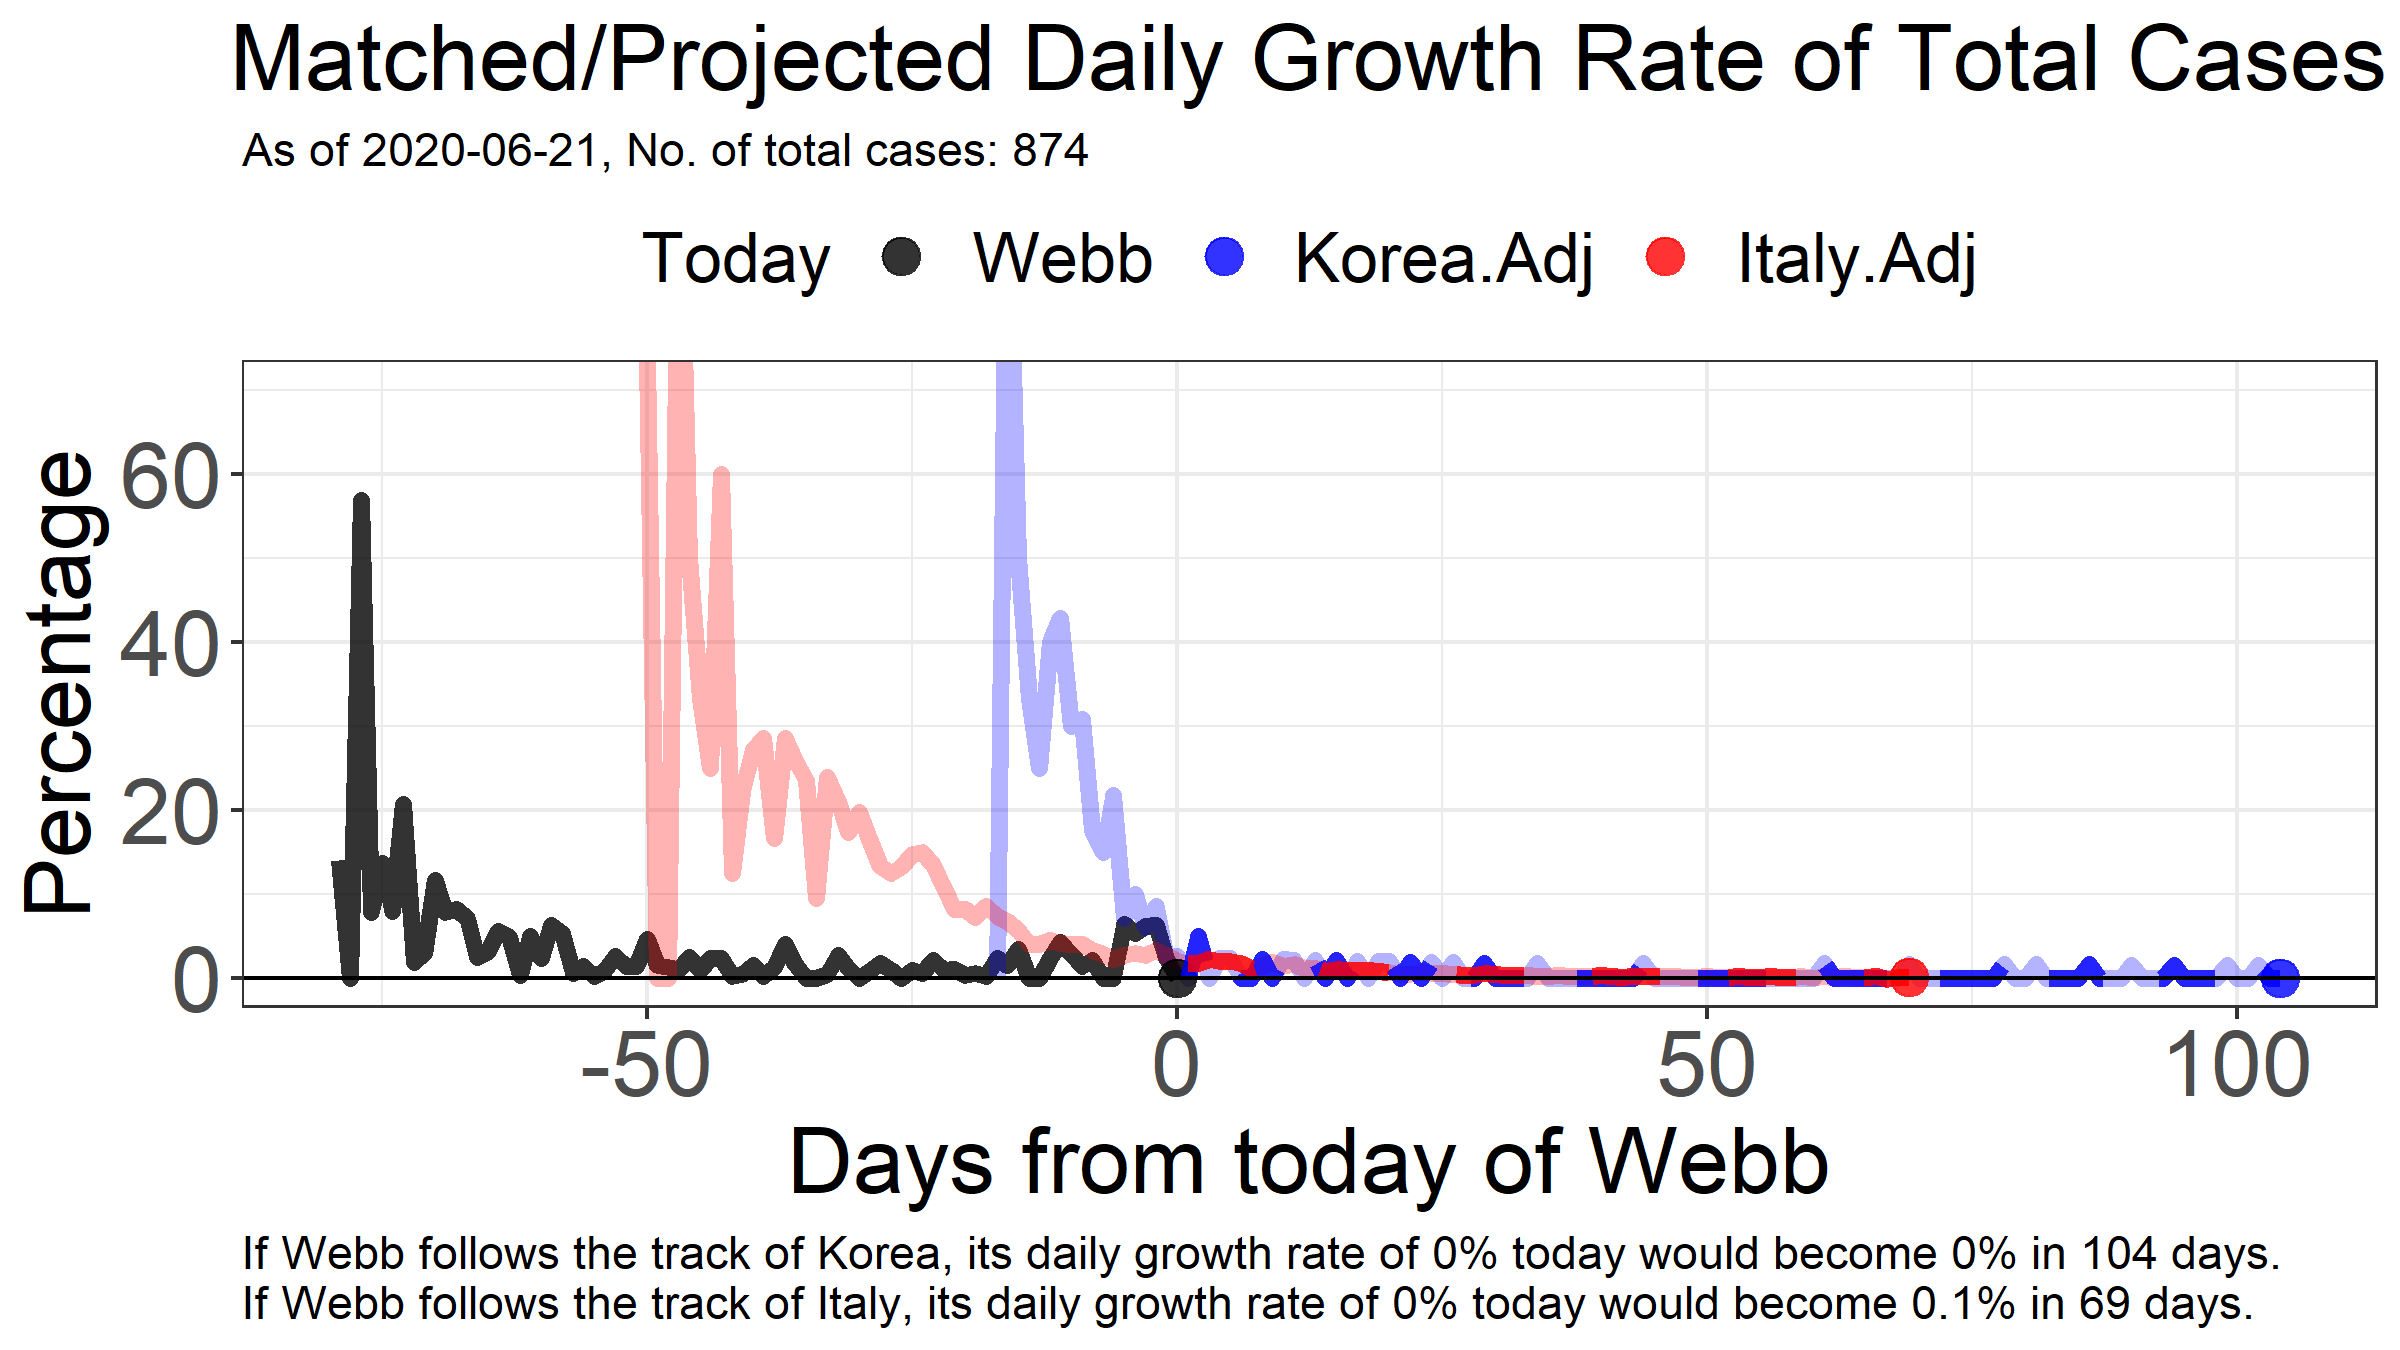 Matched/Projected Daily Growth Rate of Total Cases
As of 2020-06-21, No. of total cases: 874
Today Webb Korea.Adj Italy.Adj
Percentage
60
40
20
0
-50 0 50 100
Days from today of Webb
If Webb follows the track of Korea, its daily growth rate of 0% today would become 0% in 104 days.
If Webb follows the track of Italy, its daily growth rate of 0% today would become 0.1% in 69 days.